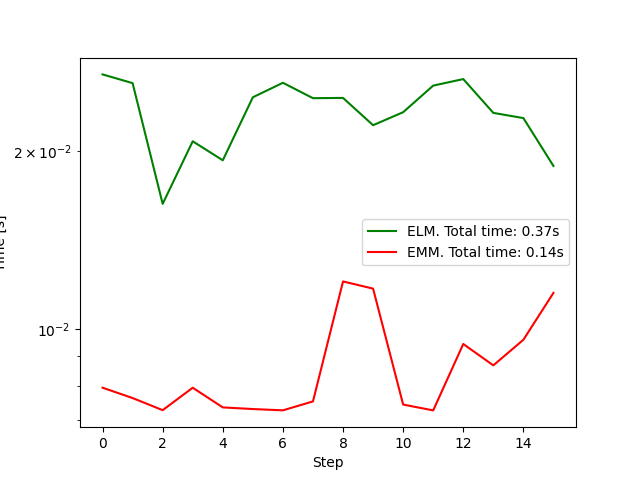 2 × 10⁻²
10⁻²
Time [s]
ELM. Total time: 0.37s
EMM. Total time: 0.14s
0 2 4 6 8 10 12 14
Step